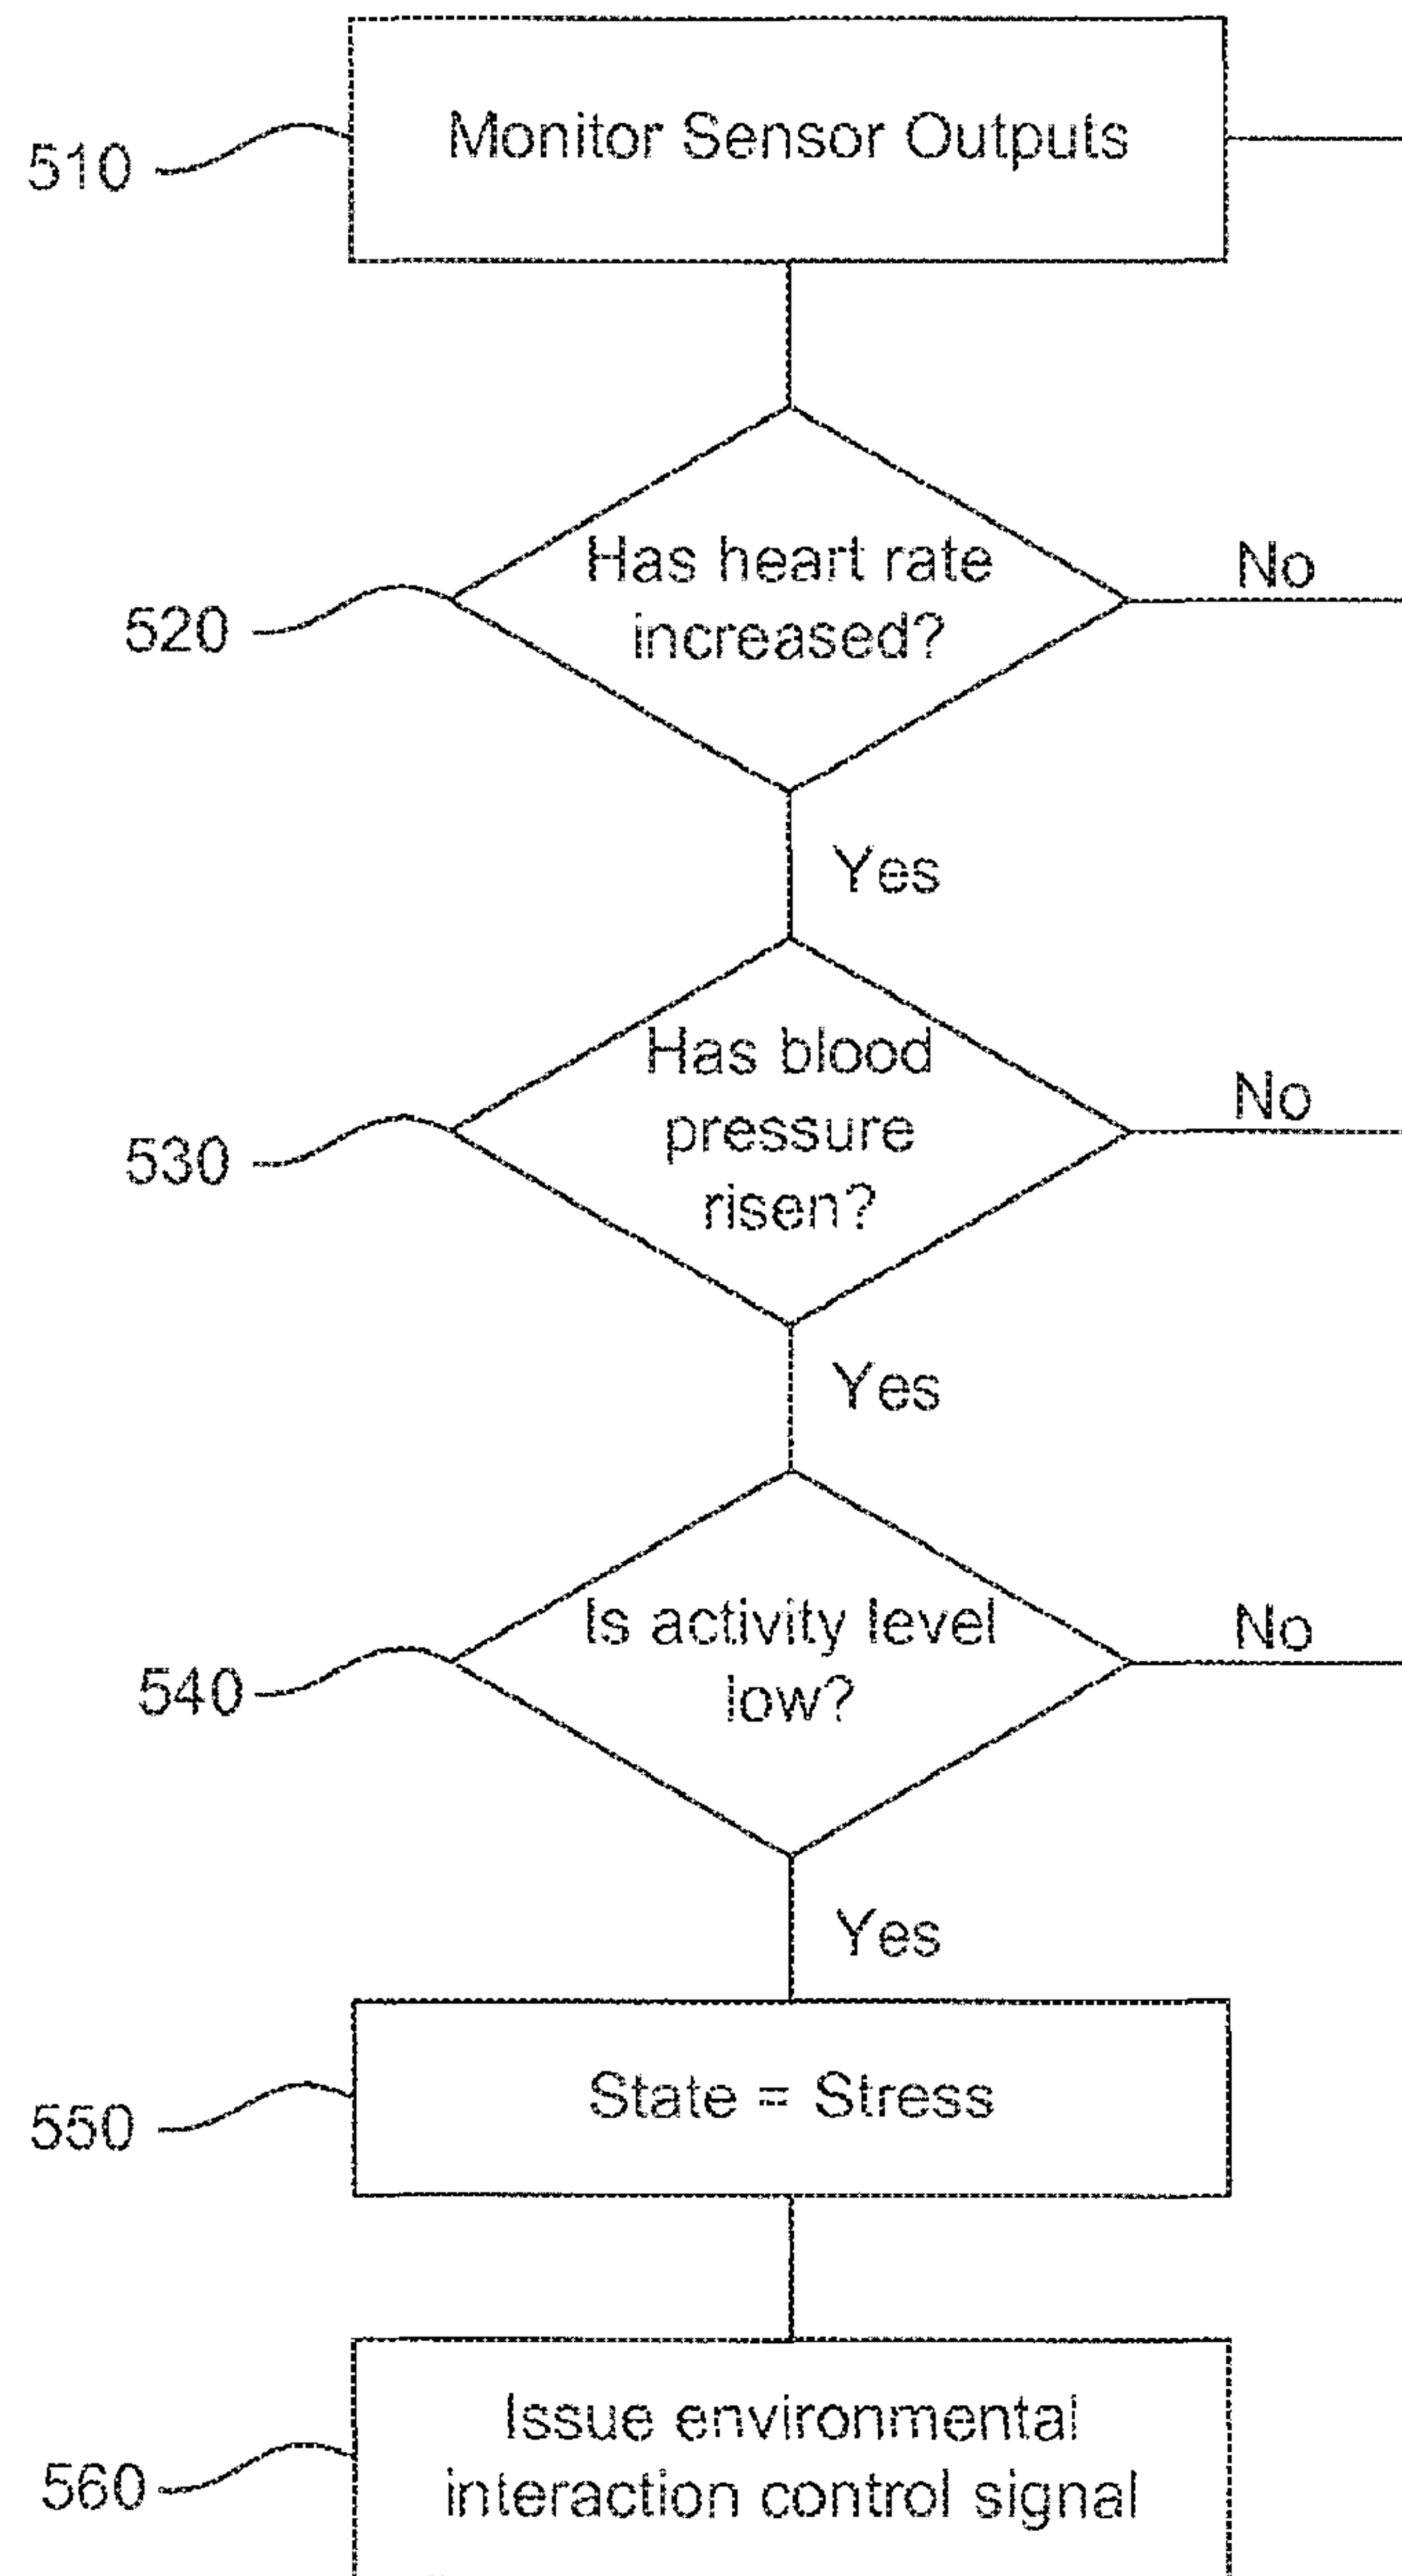 Monitor Sensor Outputs
510
Has heart rate
increased?
No
520
Yes
Has blood
pressure
risen?
No
530
Yes
Is activity level
low?
No
540
Yes
State = Stress
550
Issue environmental
interaction control signal
560